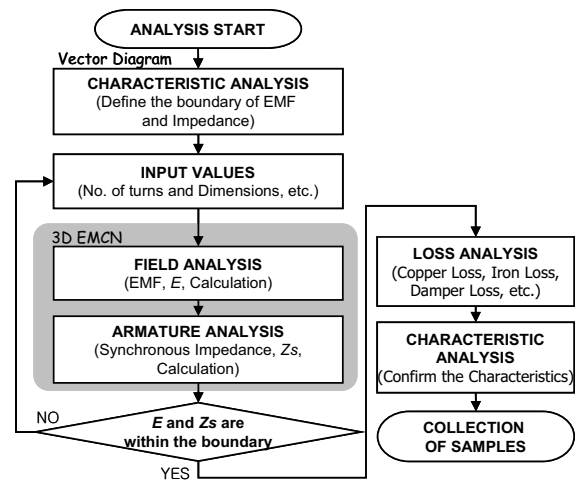 ANALYSIS START
Vector Diagram
CHARACTERISTIC ANALYSIS
(Define the boundary of EMF
and Impedance)
INPUT VALUES
(No. of turns and Dimensions, etc.)
3D EMCN
FIELD ANALYSIS
(EMF, E, Calculation)
ARMATURE ANALYSIS
(Synchronous Impedance, Zs,
Calculation)
NO
E and Zs are
within the boundary
YES
LOSS ANALYSIS
(Copper Loss, Iron Loss,
Damper Loss, etc.)
CHARACTERISTIC
ANALYSIS
(Confirm the Characteristics)
COLLECTION
OF SAMPLES